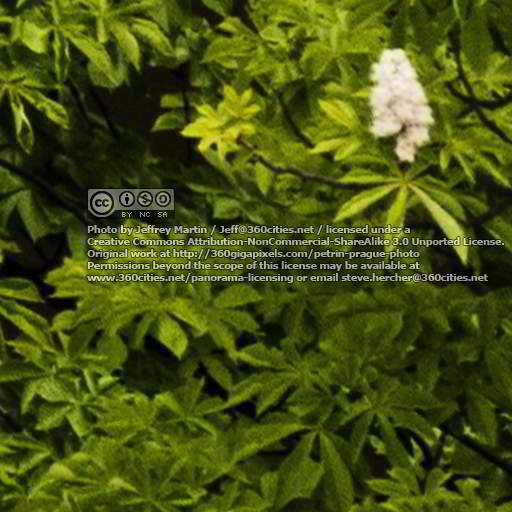 cc
BY NC SA
Photo by Jeffrey Martin / Jeff@360cities.net / licensed under a
Creative Commons Attribution-NonCommercial-ShareAlike 3.0 Unported License.
Original work at http://360gigapixels.com/petrin-prague-photo
Permissions beyond the scope of this license may be available at
www.360cities.net/panorama-licensing or email steve.hercher@360cities.net